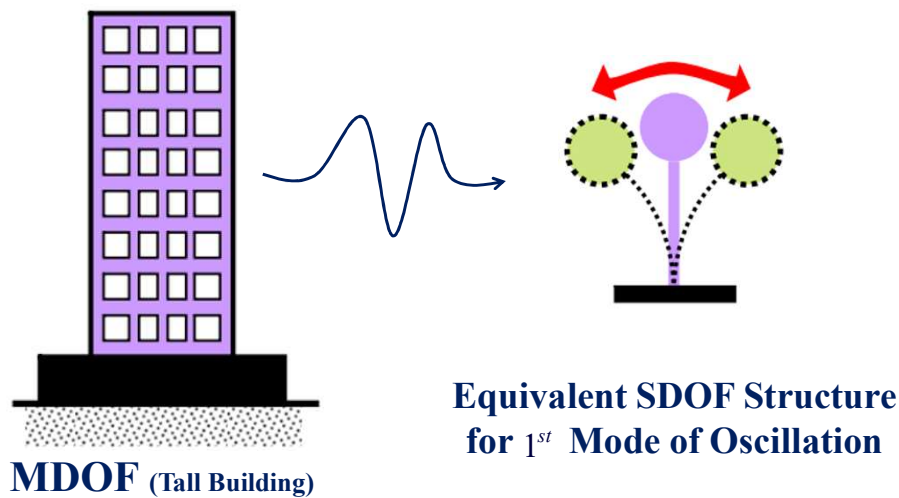 MDOF (Tall Building)
Equivalent SDOF Structure
for 1st Mode of Oscillation